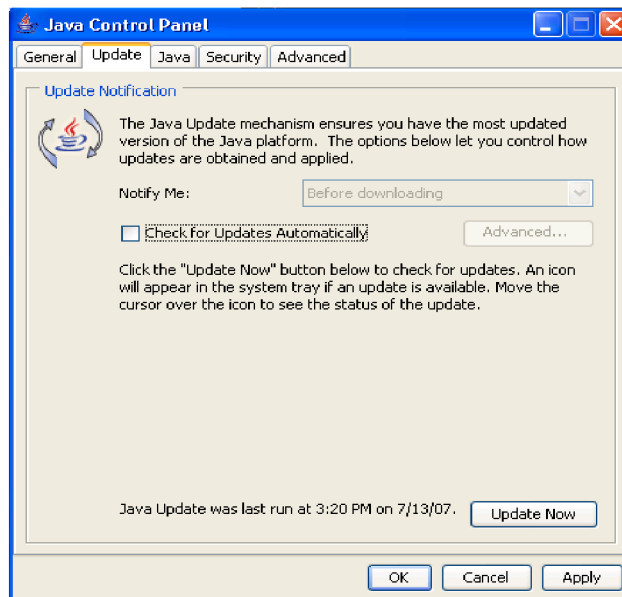 Java Control Panel
General Update Java Security Advanced
Update Notification
The Java Update mechanism ensures you have the most updated
version of the Java platform. The options below let you control how
updates are obtained and applied.
Notify Me: Before downloading
Check for Updates Automatically Advanced...
Click the "Update Now" button below to check for updates. An icon
will appear in the system tray if an update is available. Move the
cursor over the icon to see the status of the update.
Java Update was last run at 3:20 PM on 7/13/07. Update Now
OK Cancel Apply